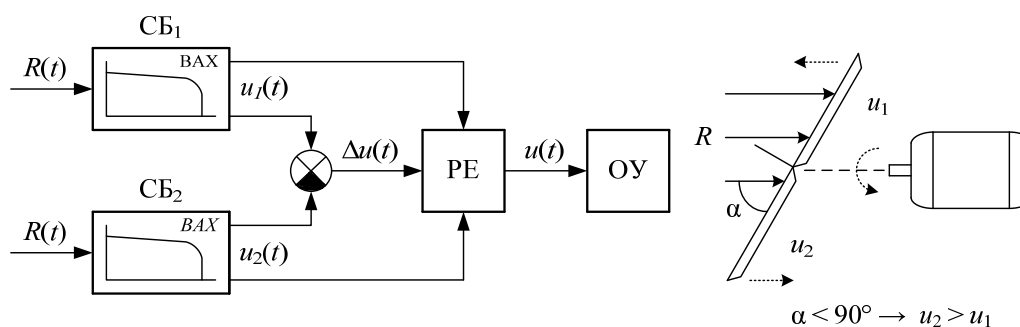 СБ₁
R(t)
ВАХ
u₁(t)
Δu(t)
РЕ
u(t)
ОУ
СБ₂
R(t)
ВАХ
u₂(t)
u₁
R
α
u₂
α < 90° → u₂ > u₁